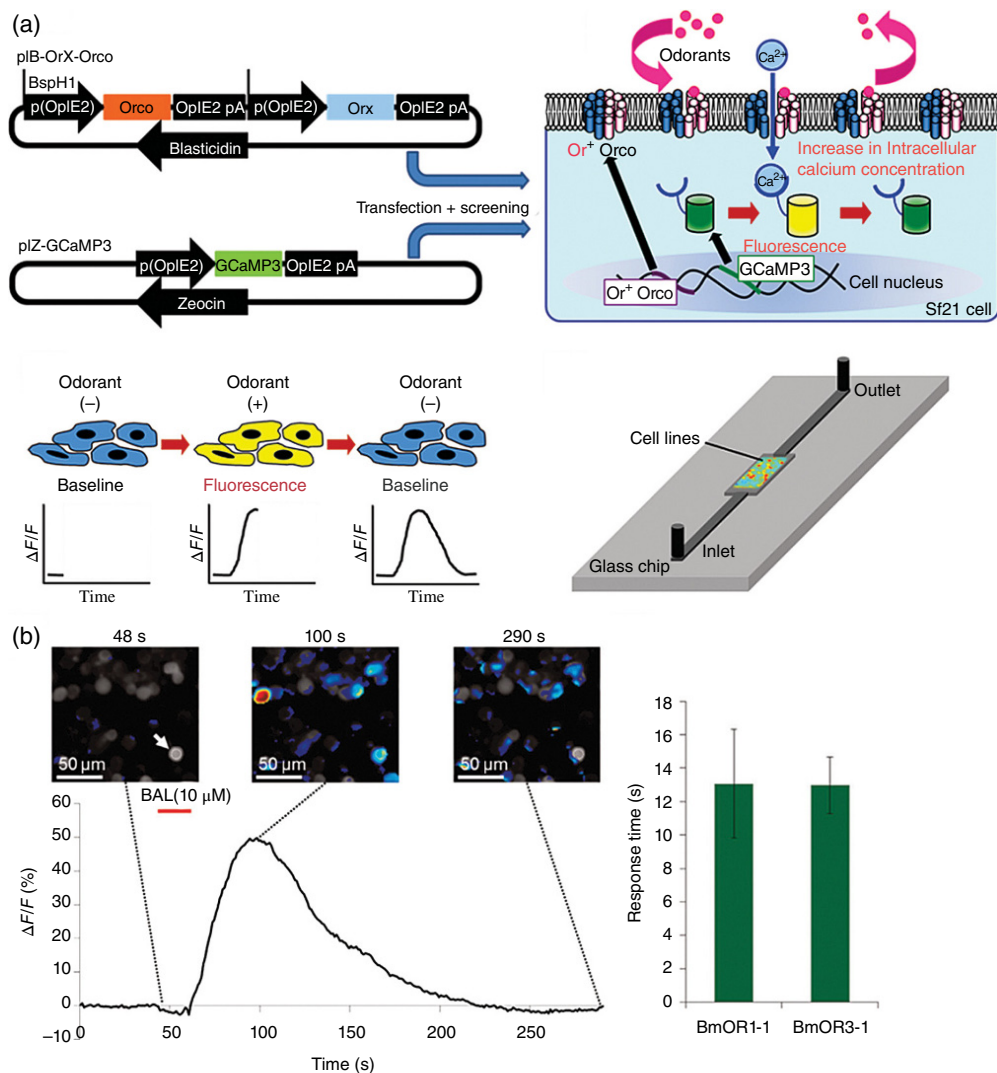 (a)
pIB-OrX-Orco
BspH1
p(OpIE2) Orco OpIE2 pA p(OpIE2) Orx OpIE2 pA
Blasticidin
Transfection + screening
pIZ-GCaMP3
p(OpIE2) GCaMP3 OpIE2 pA
Zeocin
Odorants
Ca2+
Or+ Orco
Increase in Intracellular
calcium concentration
Ca2+
Fluorescence
GCaMP3
Or+ Orco
Cell nucleus
Sf21 cell
Odorant
(−)
Odorant
(+)
Odorant
(−)
Baseline
Fluorescence
Baseline
ΔF/F
Time
ΔF/F
Time
ΔF/F
Time
Outlet
Cell lines
Inlet
Glass chip
(b)
48 s
100 s
290 s
50 μm
50 μm
50 μm
BAL(10 μM)
60
50
40
30
20
10
0
−10
ΔF/F (%)
0 50 100 150 200 250
Time (s)
18
16
14
12
10
8
6
4
2
0
Response time (s)
BmOR1-1 BmOR3-1